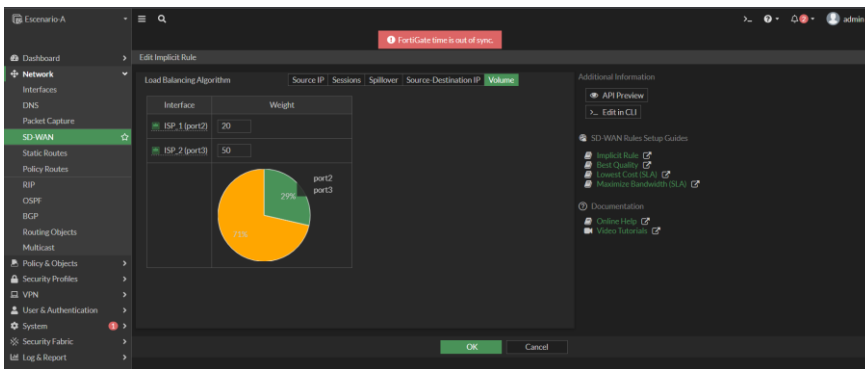 Escenario-A
admin
FortiGate time is out of sync.
Dashboard
Network
Interfaces
DNS
Packet Capture
SD-WAN
Static Routes
Policy Routes
RIP
OSPF
BGP
Routing Objects
Multicast
Policy & Objects
Security Profiles
VPN
User & Authentication
System 1
Security Fabric
Log & Report
Edit Implicit Rule
Load Balancing Algorithm Source IP Sessions Spillover Source-Destination IP Volume
Interface Weight
ISP_1 (port2) 20
ISP_2 (port3) 50
port2
port3
29%
71%
OK Cancel
Additional Information
API Preview
>_ Edit in CLI
SD-WAN Rules Setup Guides
Implicit Rule
Best Quality
Lowest Cost (SLA)
Maximize Bandwidth (SLA)
Documentation
Online Help
Video Tutorials